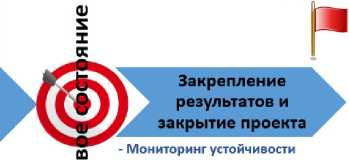 вое состояние
Закрепление
результатов и
закрытие проекта
- Мониторинг устойчивости